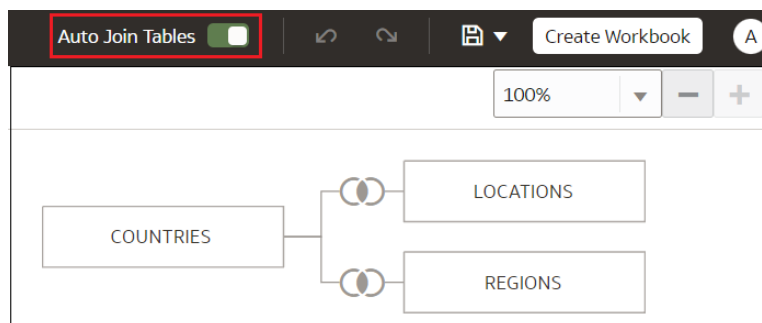 Auto Join Tables
Create Workbook
A
100%
LOCATIONS
COUNTRIES
REGIONS